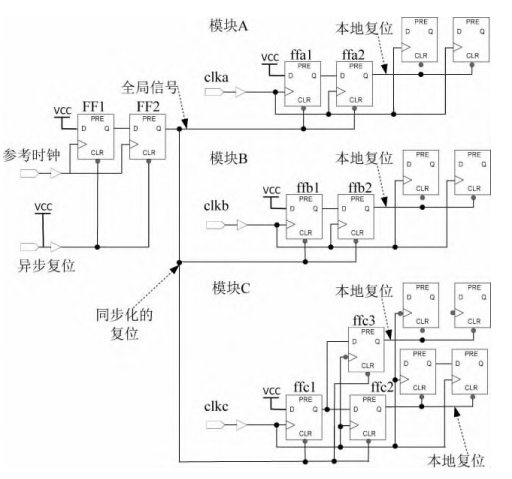 模块A
本地复位
ffa1
ffa2
VCC
clka
PRE
D
Q
CLR
PRE
D
Q
CLR
PRE
D
Q
CLR
PRE
D
Q
CLR
全局信号
VCC
FF1
FF2
PRE
D
Q
CLR
PRE
D
Q
CLR
参考时钟
VCC
异步复位
同步化的
复位
模块B
本地复位
ffb1
ffb2
VCC
clkb
PRE
D
Q
CLR
PRE
D
Q
CLR
PRE
D
Q
CLR
PRE
D
Q
CLR
模块C
本地复位
ffc3
PRE
D
Q
CLR
PRE
D
Q
CLR
PRE
D
Q
CLR
ffc1
ffc2
VCC
clkc
PRE
D
Q
CLR
PRE
D
Q
CLR
PRE
D
Q
CLR
PRE
D
Q
CLR
本地复位